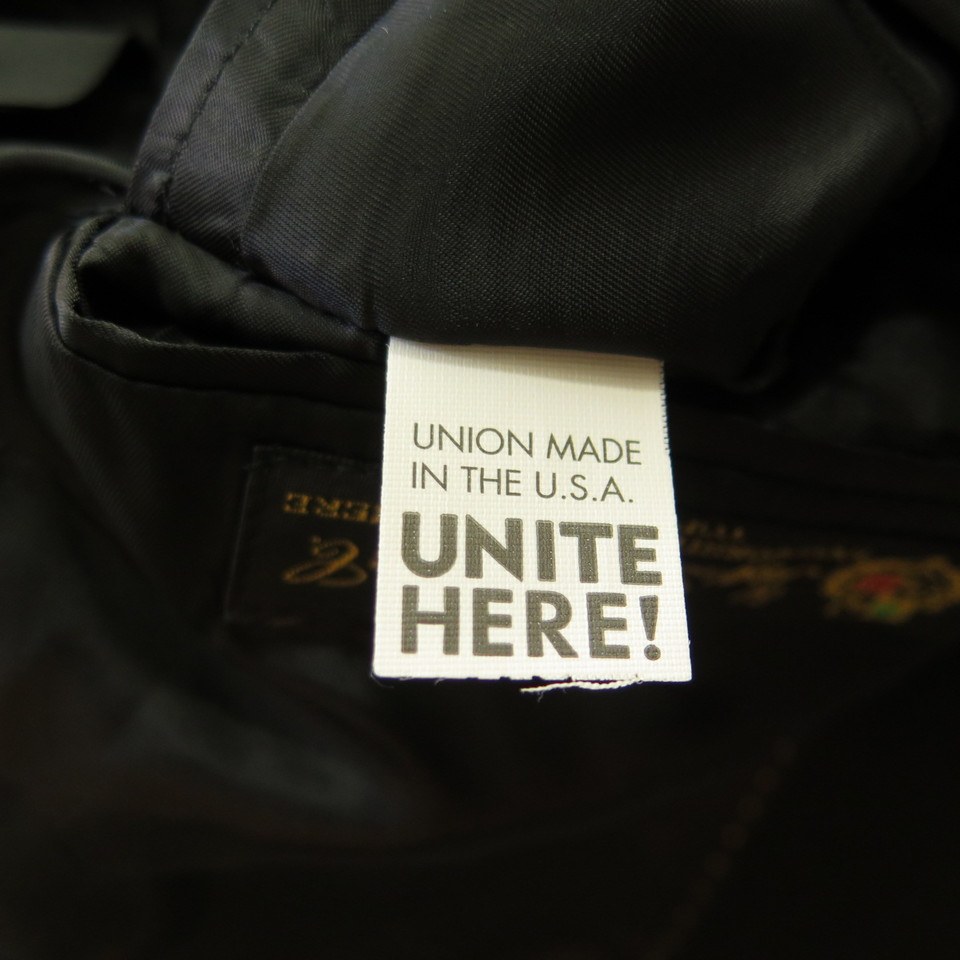 UNION MADE
IN THE U.S.A.
UNITE
HERE!